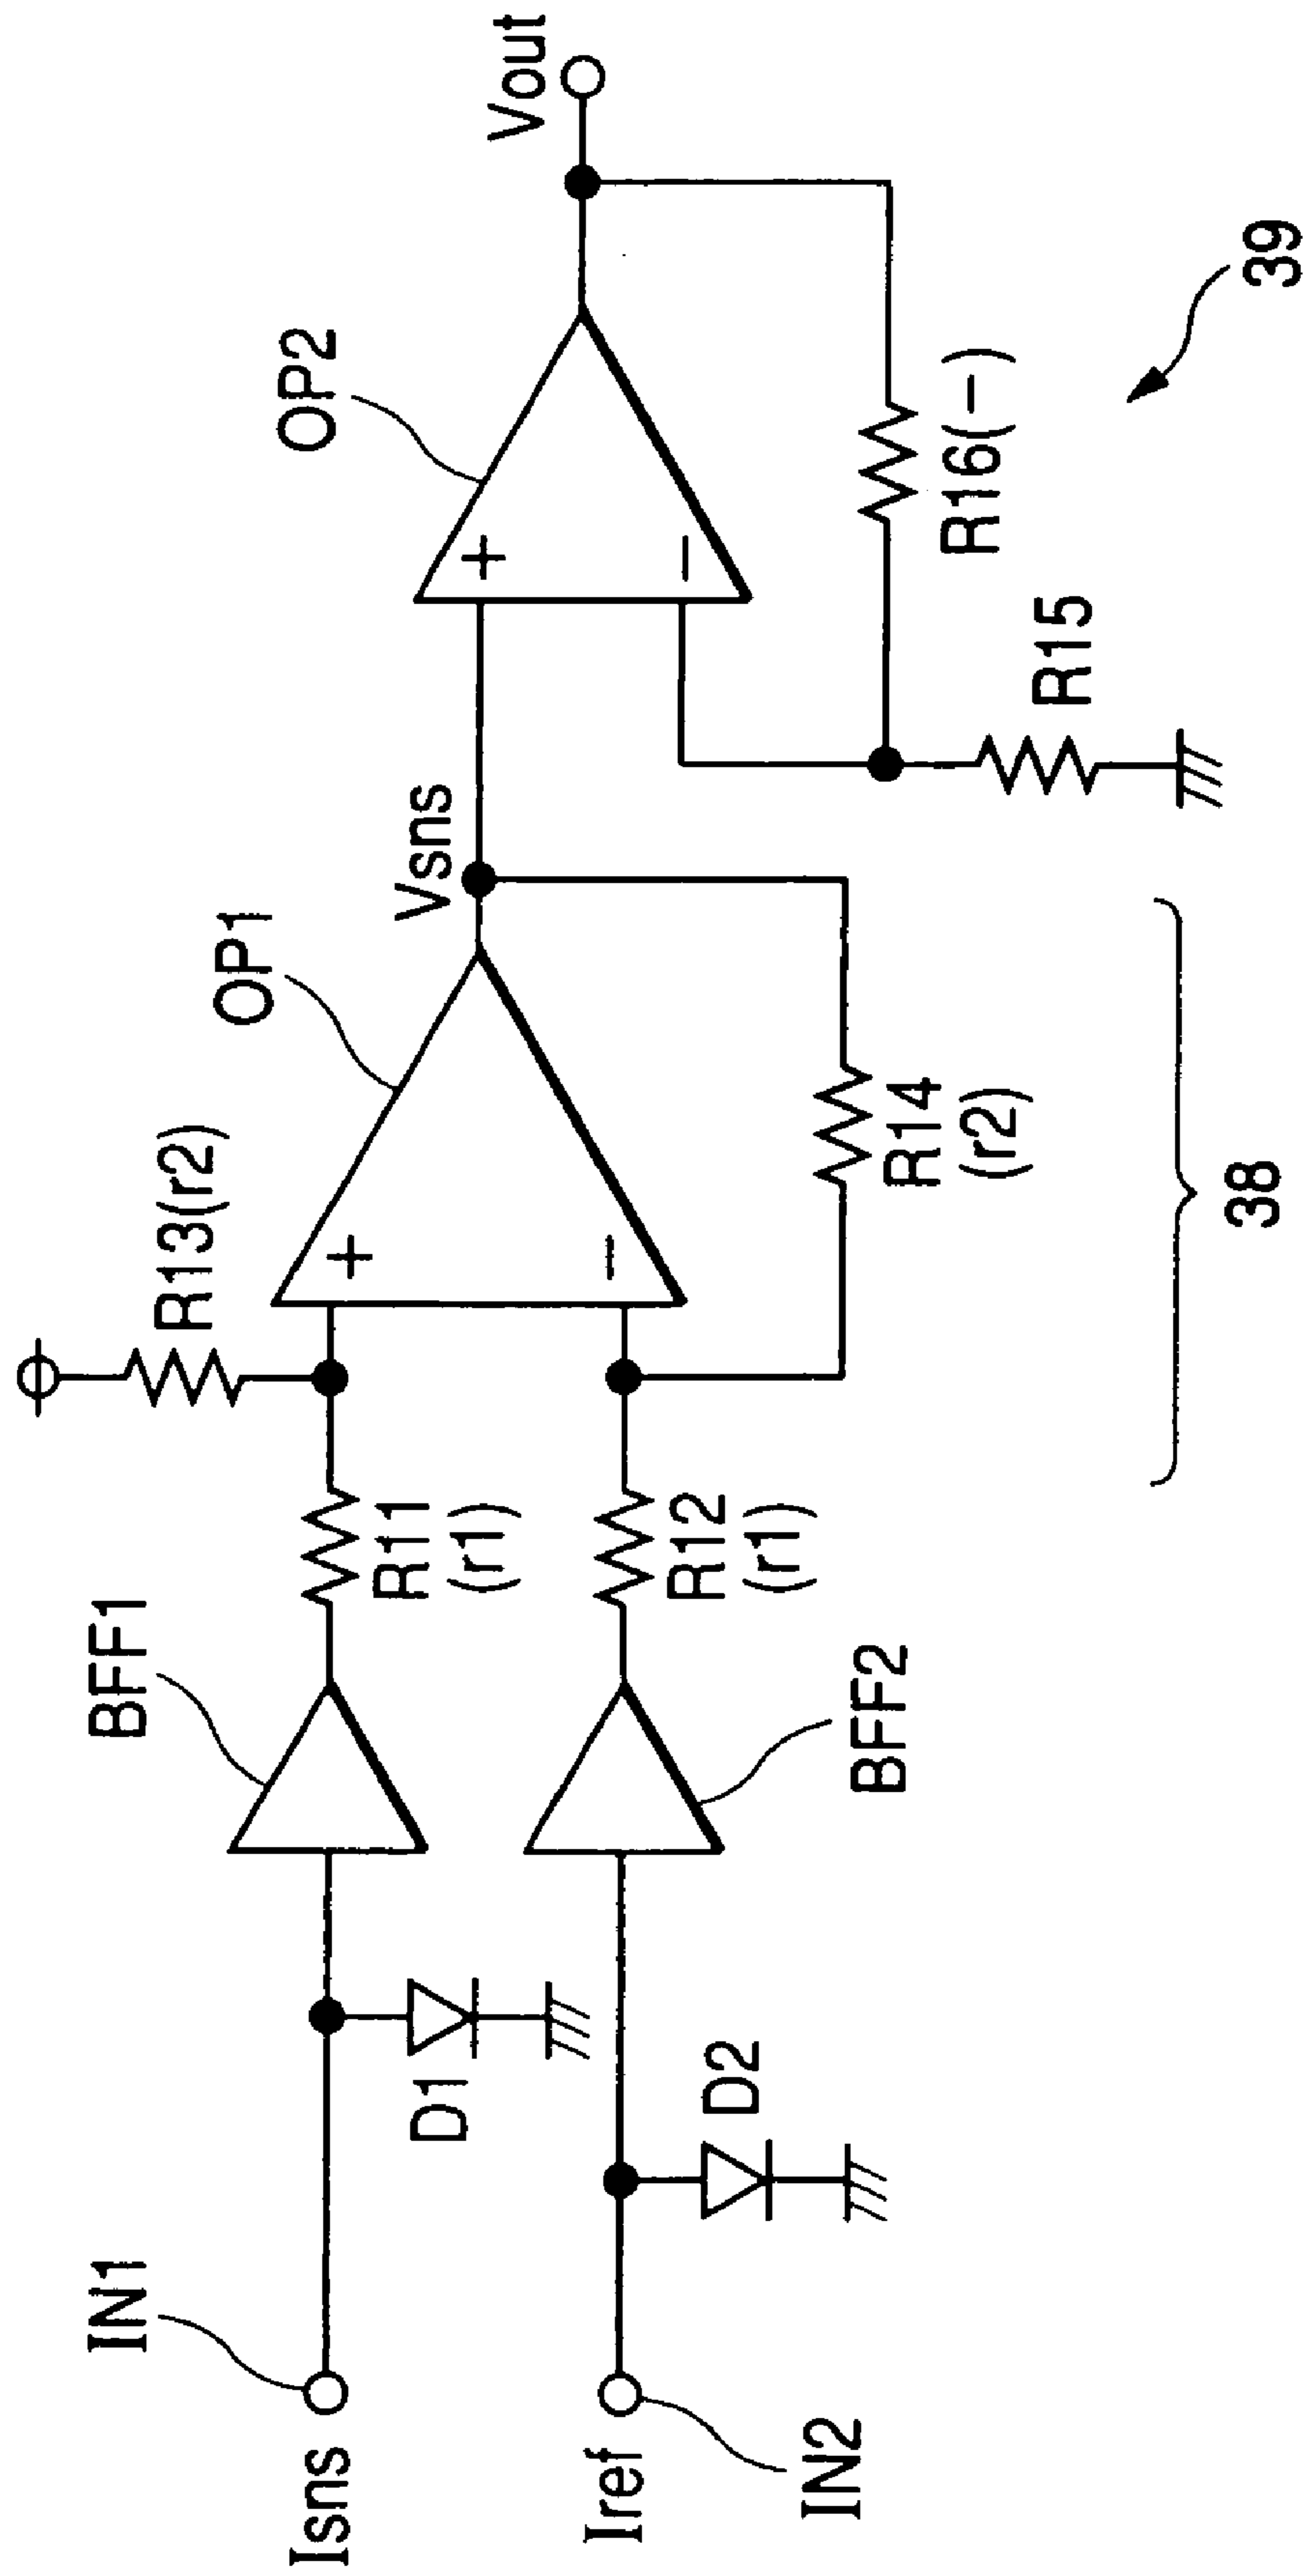 Isns
IN1
D1
BFF1
R11
(r1)
R13(r2)
+
−
OP1
Vsns
Iref
IN2
D2
BFF2
R12
(r1)
R14
(r2)
38
OP2
+
−
Vout
R16(−)
R15
39